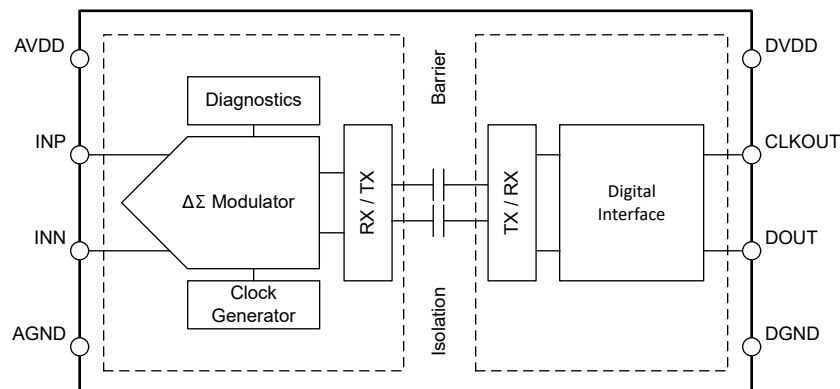 AVDD
DVDD
Barrier
Diagnostics
INP
CLKOUT
ΔΣ Modulator
RX / TX
TX / RX
Digital
Interface
INN
DOUT
Clock
Generator
Isolation
AGND
DGND